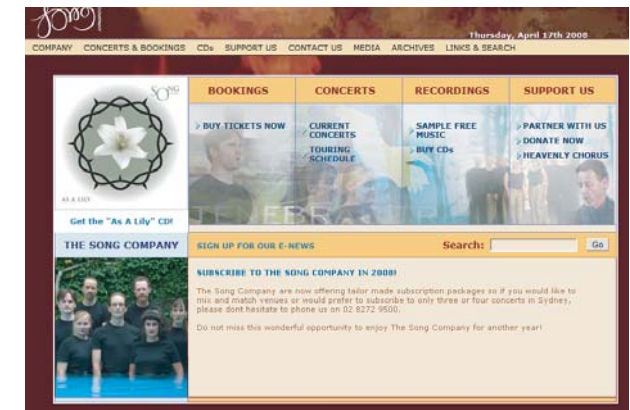 Song
Thursday, April 17th 2008
COMPANY CONCERTS & BOOKINGS CDs SUPPORT US CONTACT US MEDIA ARCHIVES LINKS & SEARCH
SONG
AS A LILY
Get the "As A Lily" CD!
BOOKINGS CONCERTS RECORDINGS SUPPORT US
BUY TICKETS NOW
CURRENT
CONCERTS
TOURING
SCHEDULE
SAMPLE FREE
MUSIC
BUY CDs
PARTNER WITH US
DONATE NOW
HEAVENLY CHORUS
TENEBRAE
THE SONG COMPANY
SIGN UP FOR OUR E-NEWS Search: Go
SUBSCRIBE TO THE SONG COMPANY IN 2008!
The Song Company are now offering tailor made subscription packages so if you would like to
mix and match venues or would prefer to subscribe to only three or four concerts in Sydney,
please dont hesitate to phone us on 02 8272 9500.
Do not miss this wonderful opportunity to enjoy The Song Company for another year!